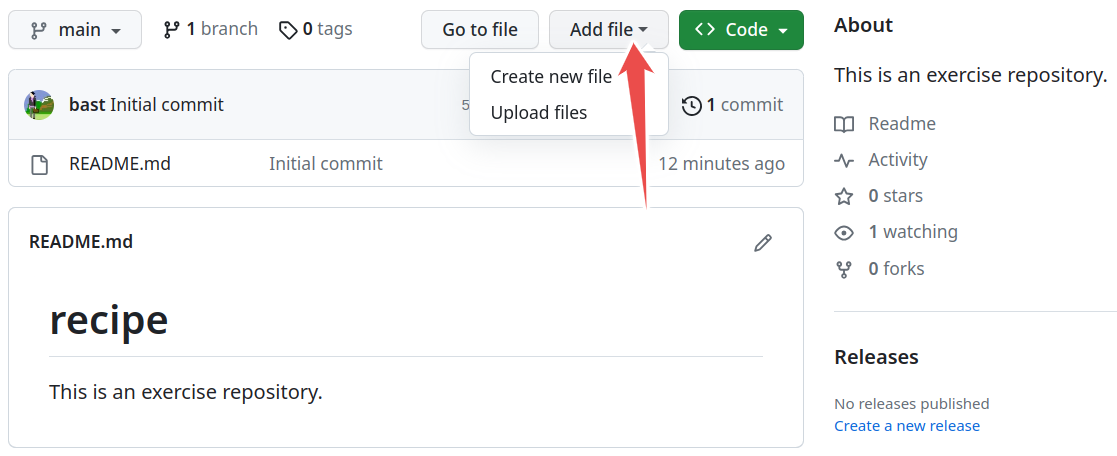 main
1 branch
0 tags
Go to file
Add file
Code
Create new file
Upload files
bast Initial commit
5
1 commit
README.md
Initial commit
12 minutes ago
README.md
recipe
This is an exercise repository.
About
This is an exercise repository.
Readme
Activity
0 stars
1 watching
0 forks
Releases
No releases published
Create a new release